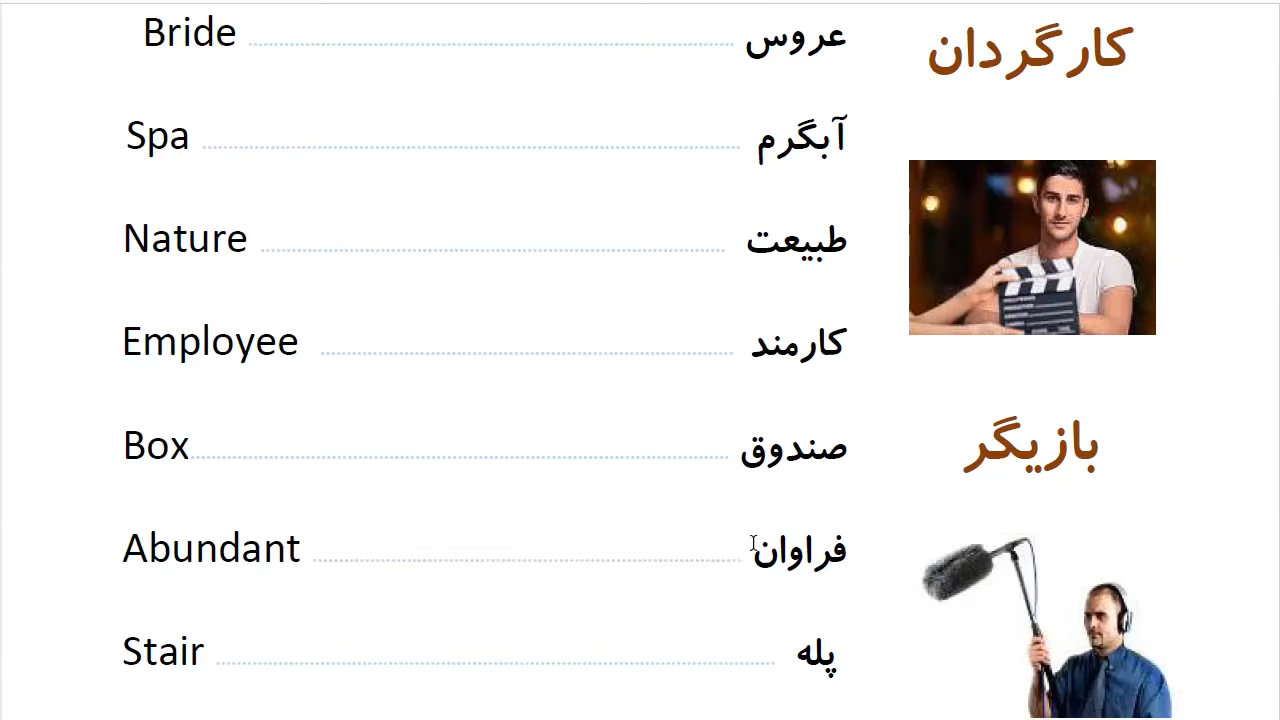 Bride عروس
Spa آبگرم
Nature طبیعت
Employee کارمند
Box صندوق
Abundant فراوان
Stair پله
کارگردان
بازیگر